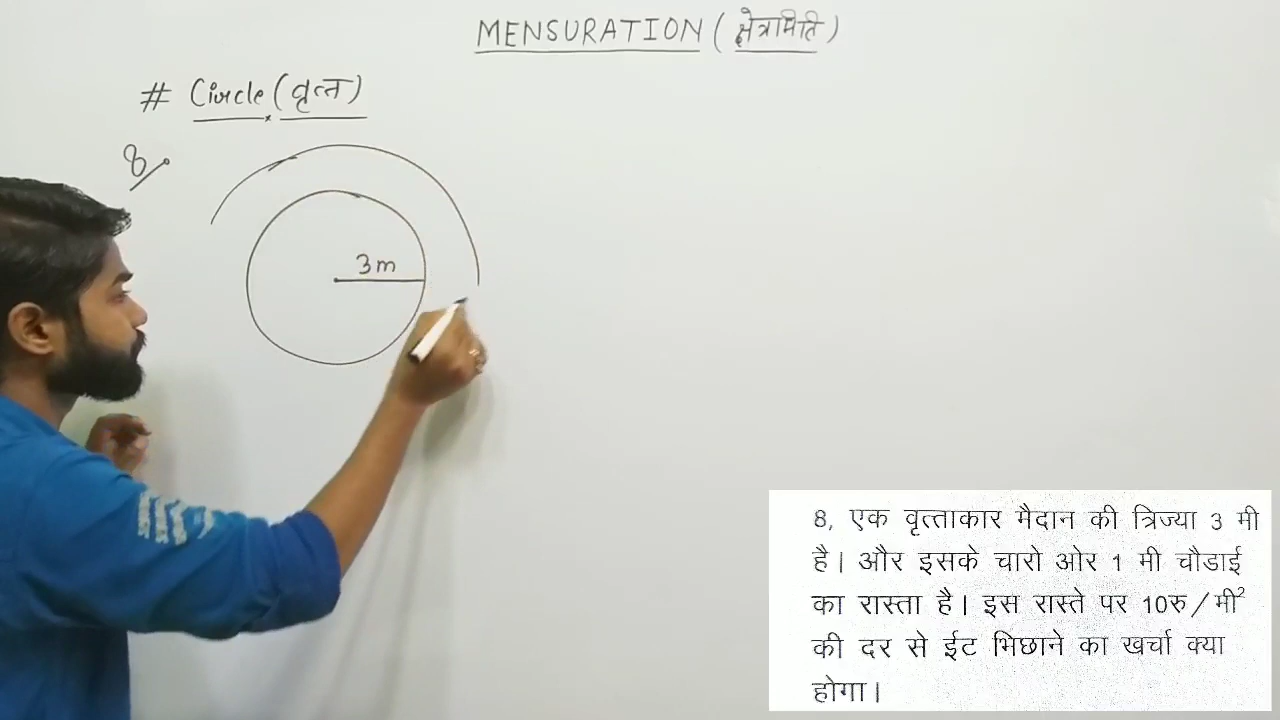 MENSURATION (क्षेत्रमिति)
# Circle (वृत्त)
8
3m
8, एक वृत्ताकार मैदान की त्रिज्या 3 मी
है। और इसके चारो ओर 1 मी चौडाई
का रास्ता है। इस रास्ते पर 10रु/मी²
की दर से ईट भिछाने का खर्चा क्या
होगा।